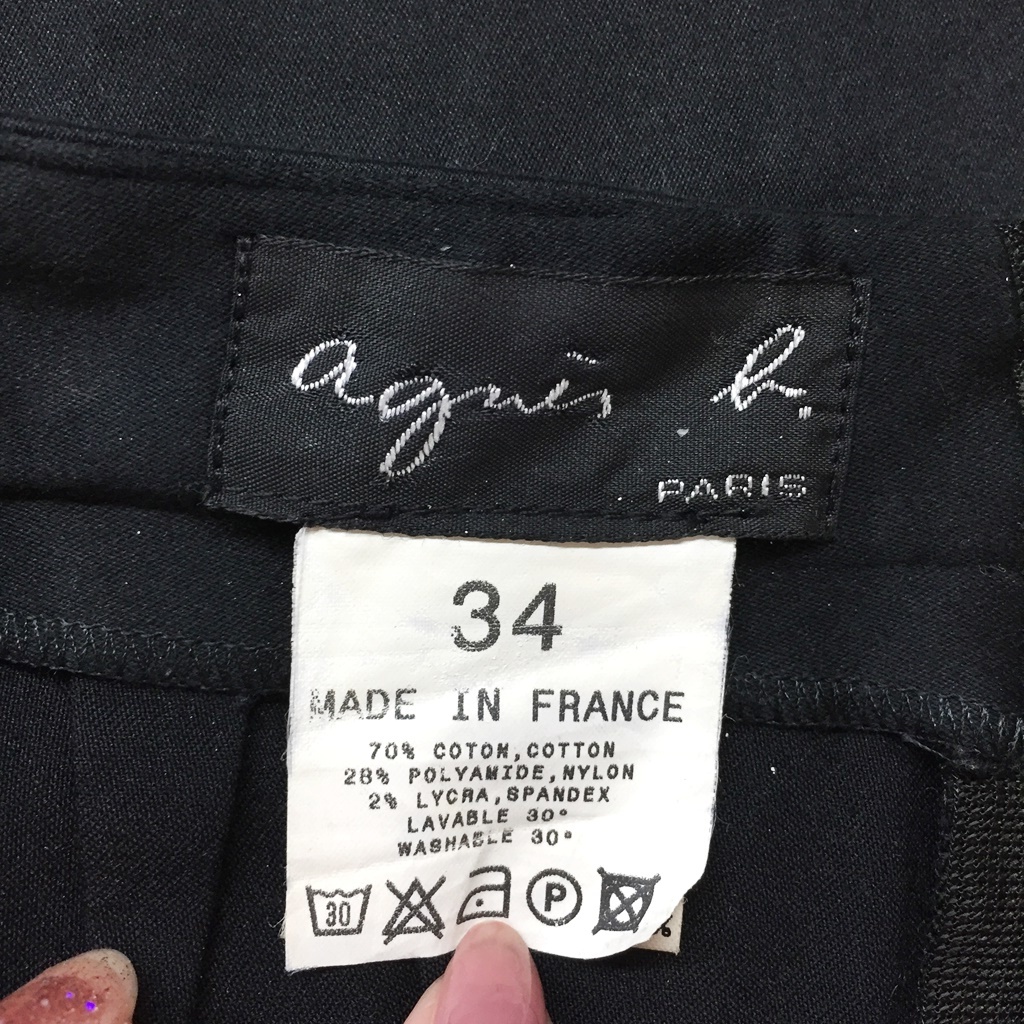 agnès b.
PARIS
34
MADE IN FRANCE
70% COTON,COTTON
28% POLYAMIDE,NYLON
2% LYCRA,SPANDEX
LAVABLE 30°
WASHABLE 30°
30 P
%